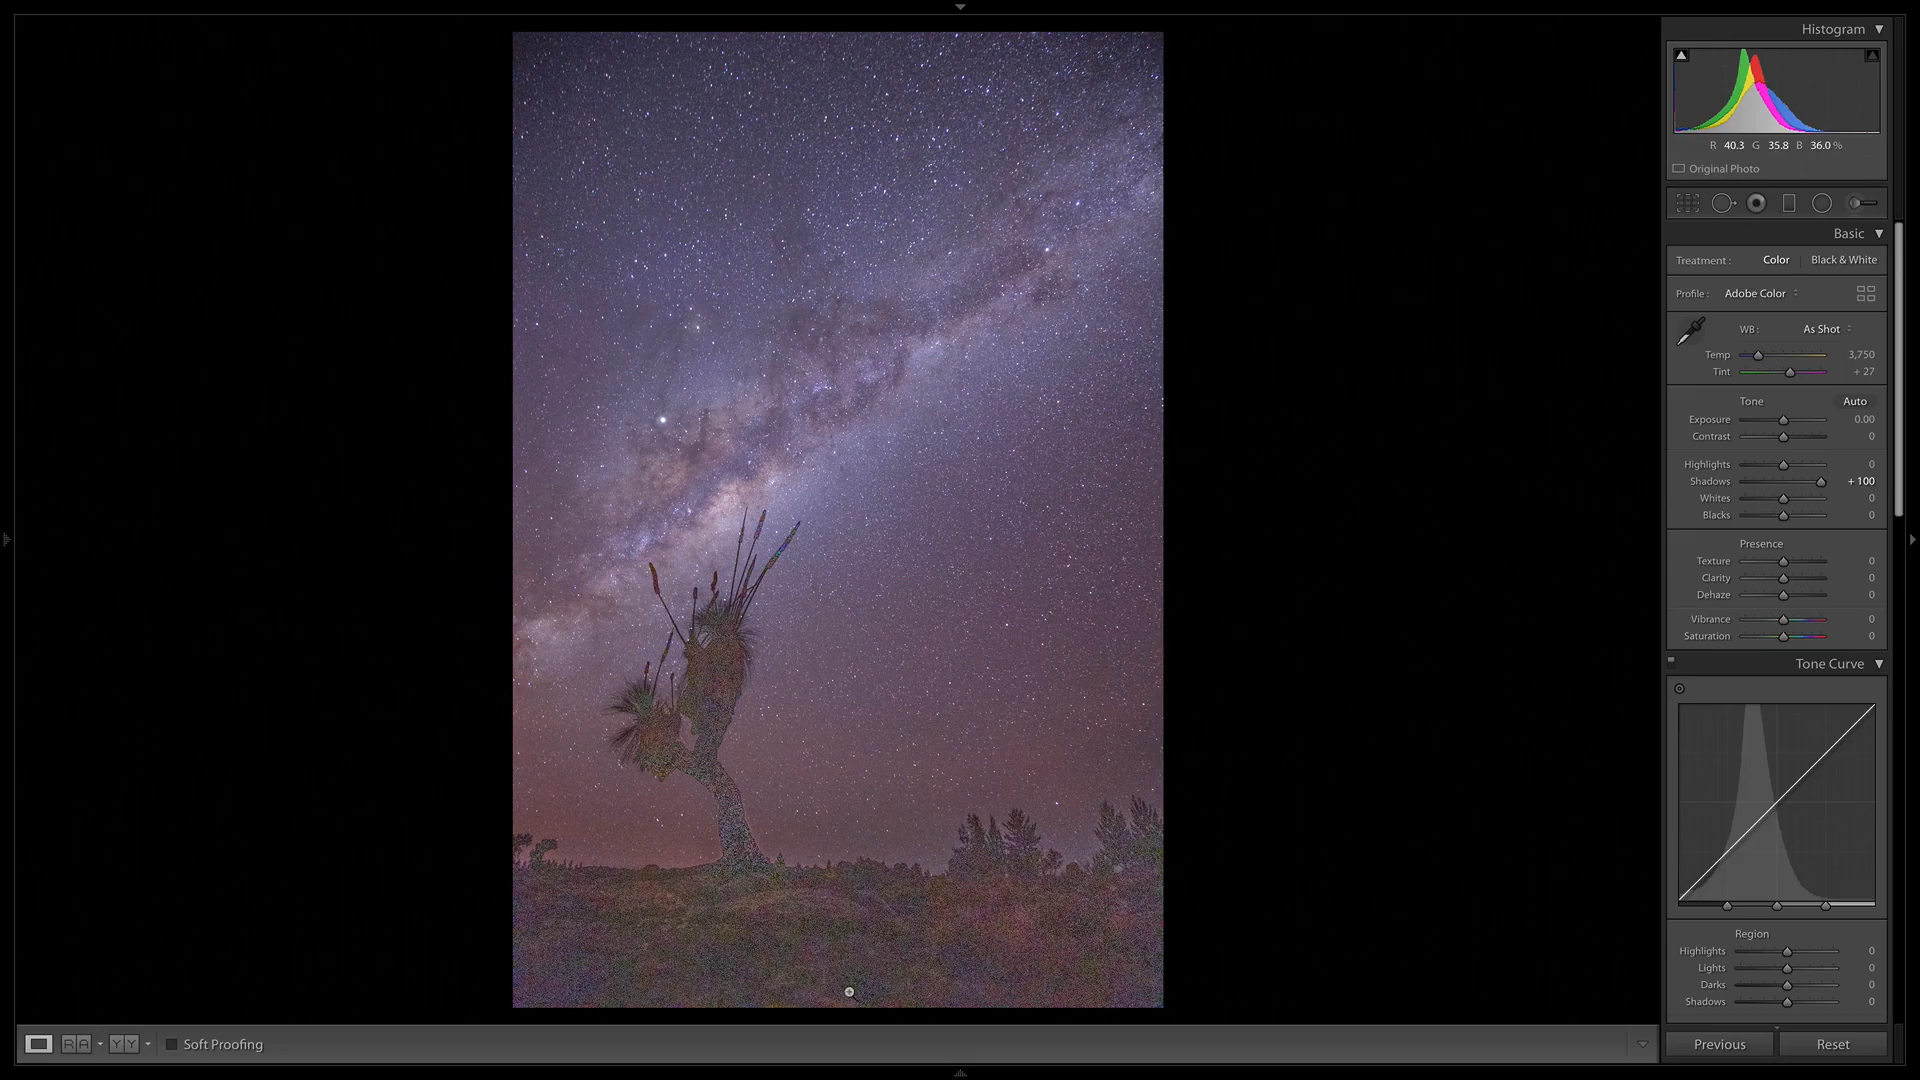 Histogram
R 40.3 G 35.8 B 36.0 %
Original Photo
Basic
Treatment : Color Black & White
Profile : Adobe Color
WB : As Shot
Temp 3,750
Tint + 27
Tone Auto
Exposure 0.00
Contrast 0
Highlights 0
Shadows + 100
Whites 0
Blacks 0
Presence
Texture 0
Clarity 0
Dehaze 0
Vibrance 0
Saturation 0
Tone Curve
Region
Highlights 0
Lights 0
Darks 0
Shadows 0
R A Y Y Soft Proofing
Previous Reset